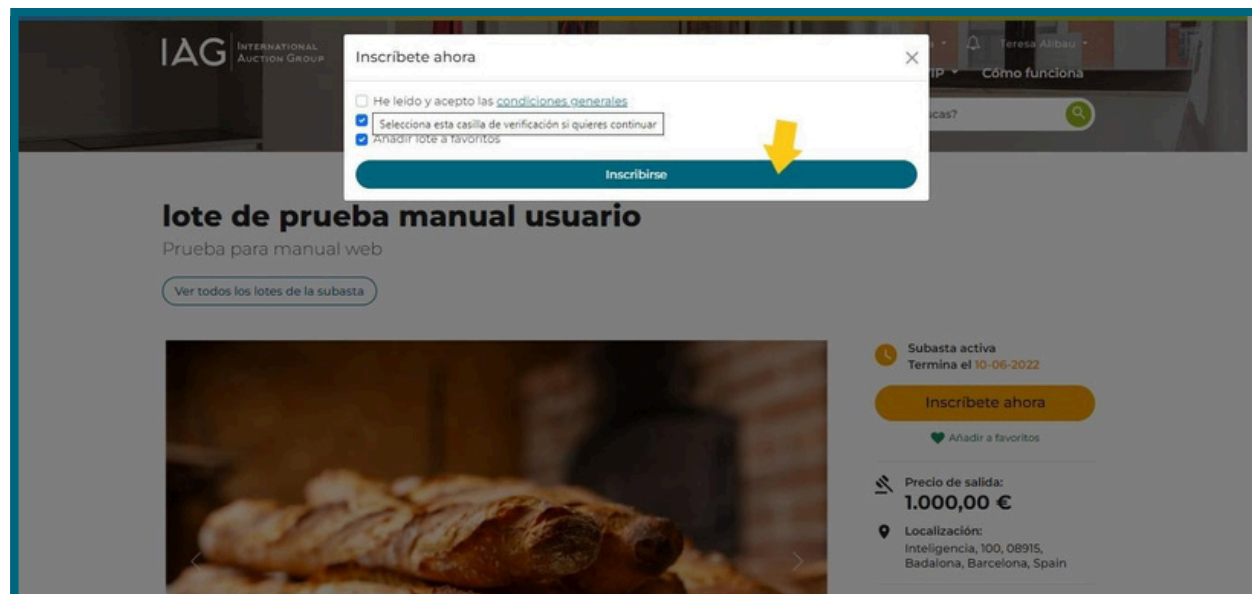 IAG INTERNATIONAL
AUCTION GROUP
Inscríbete ahora
Teresa Alibau
Cómo funciona
He leído y acepto las condiciones generales
Selecciona esta casilla de verificación si quieres continuar
Añadir lote a favoritos
Inscribirse
lote de prueba manual usuario
Prueba para manual web
Ver todos los lotes de la subasta
Subasta activa
Termina el 10-06-2022
Inscríbete ahora
Añadir a favoritos
Precio de salida:
1.000,00 €
Localización:
Inteligencia, 100, 08915,
Badalona, Barcelona, Spain